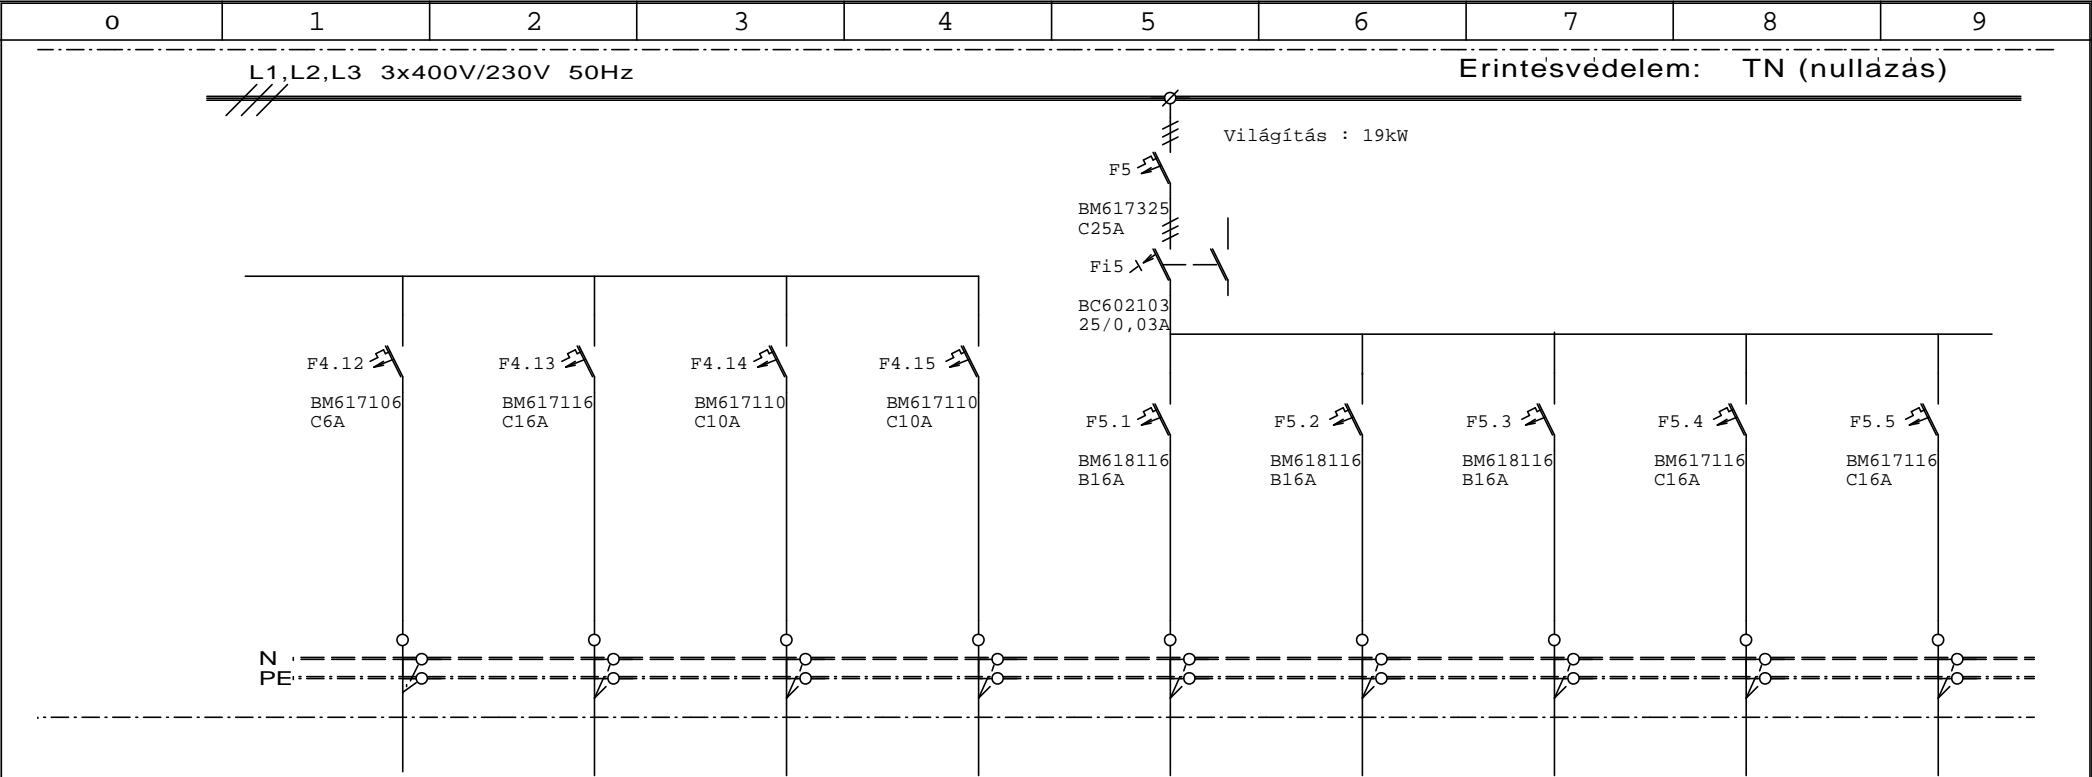 0 1 2 3 4 5 6 7 8 9
L1,L2,L3 3x400V/230V 50Hz
Érintésvédelem: TN (nullázás)
Világítás : 19kW
F5
BM617325
C25A
Fi5
BC602103
25/0,03A
F4.12
BM617106
C6A
F4.13
BM617116
C16A
F4.14
BM617110
C10A
F4.15
BM617110
C10A
F5.1
BM618116
B16A
F5.2
BM618116
B16A
F5.3
BM618116
B16A
F5.4
BM617116
C16A
F5.5
BM617116
C16A
N
PE